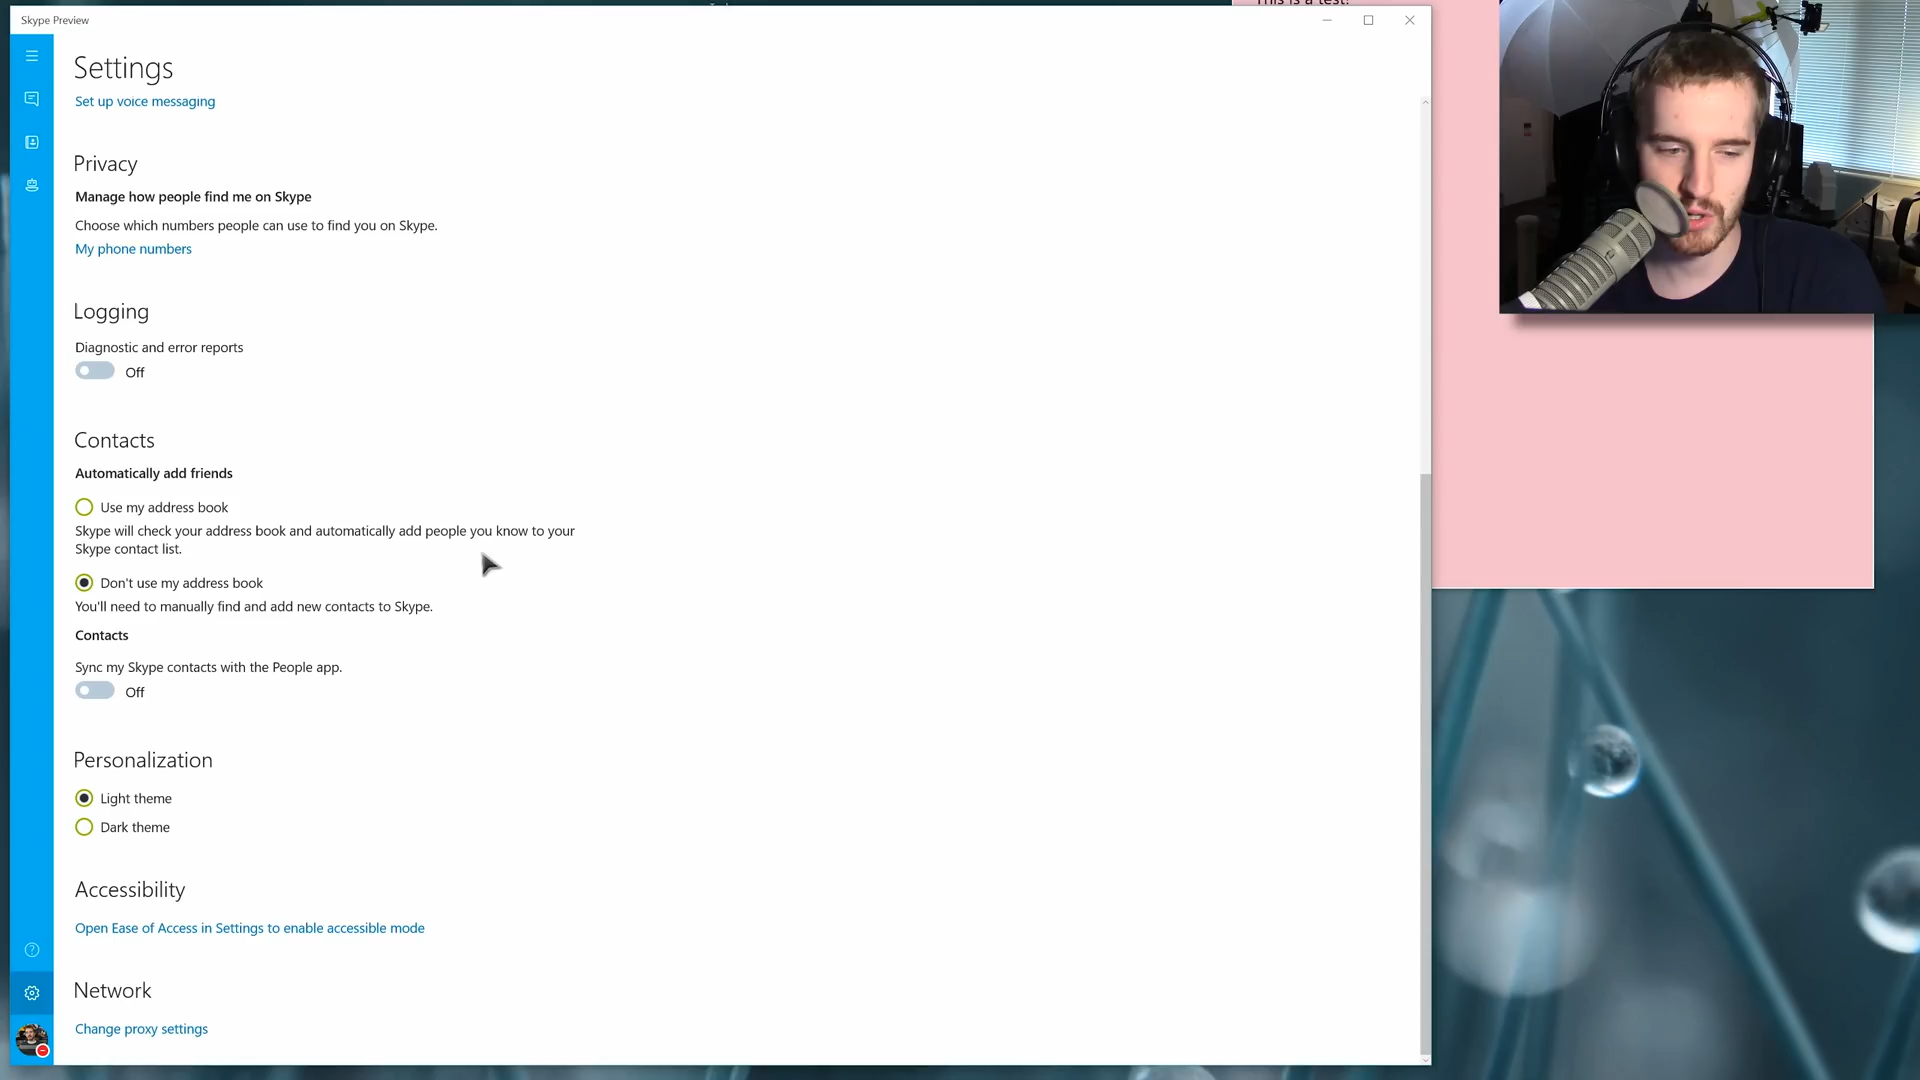 This is a test!
Skype Preview
Settings
Set up voice messaging
Privacy
Manage how people find me on Skype
Choose which numbers people can use to find you on Skype.
My phone numbers
Logging
Diagnostic and error reports
Off
Contacts
Automatically add friends
Use my address book
Skype will check your address book and automatically add people you know to your
Skype contact list.
Don't use my address book
You'll need to manually find and add new contacts to Skype.
Contacts
Sync my Skype contacts with the People app.
Off
Personalization
Light theme
Dark theme
Accessibility
Open Ease of Access in Settings to enable accessible mode
Network
Change proxy settings